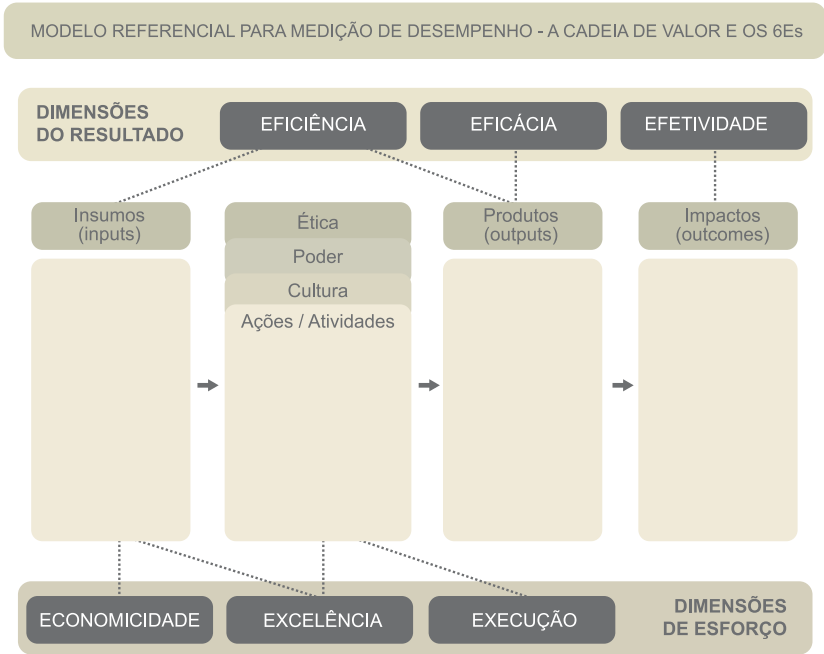 MODELO REFERENCIAL PARA MEDIÇÃO DE DESEMPENHO - A CADEIA DE VALOR E OS 6Es
DIMENSÕES
DO RESULTADO
EFICIÊNCIA
EFICÁCIA
EFETIVIDADE
Insumos
(inputs)
Ética
Poder
Cultura
Ações / Atividades
Produtos
(outputs)
Impactos
(outcomes)
ECONOMICIDADE
EXCELÊNCIA
EXECUÇÃO
DIMENSÕES
DE ESFORÇO